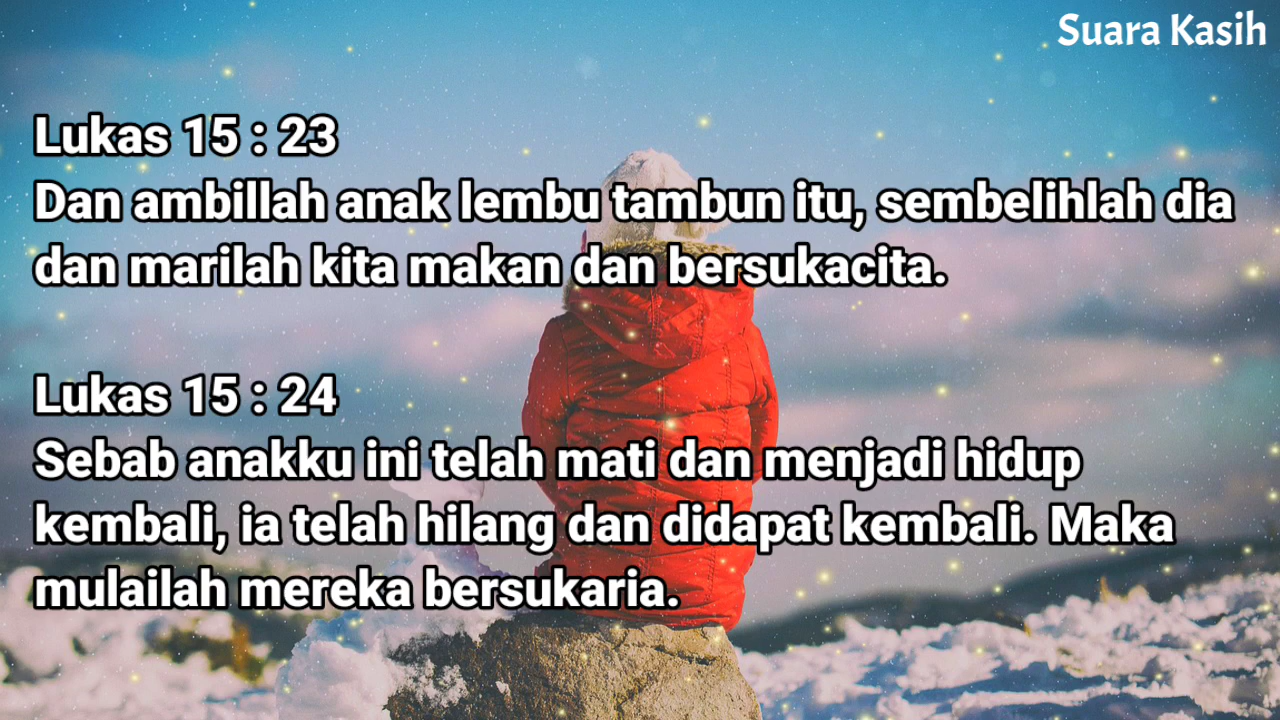 Suara Kasih
Lukas 15 : 23
Dan ambillah anak lembu tambun itu, sembelihlah dia
dan marilah kita makan dan bersukacita.
Lukas 15 : 24
Sebab anakku ini telah mati dan menjadi hidup
kembali, ia telah hilang dan didapat kembali. Maka
mulailah mereka bersukaria.